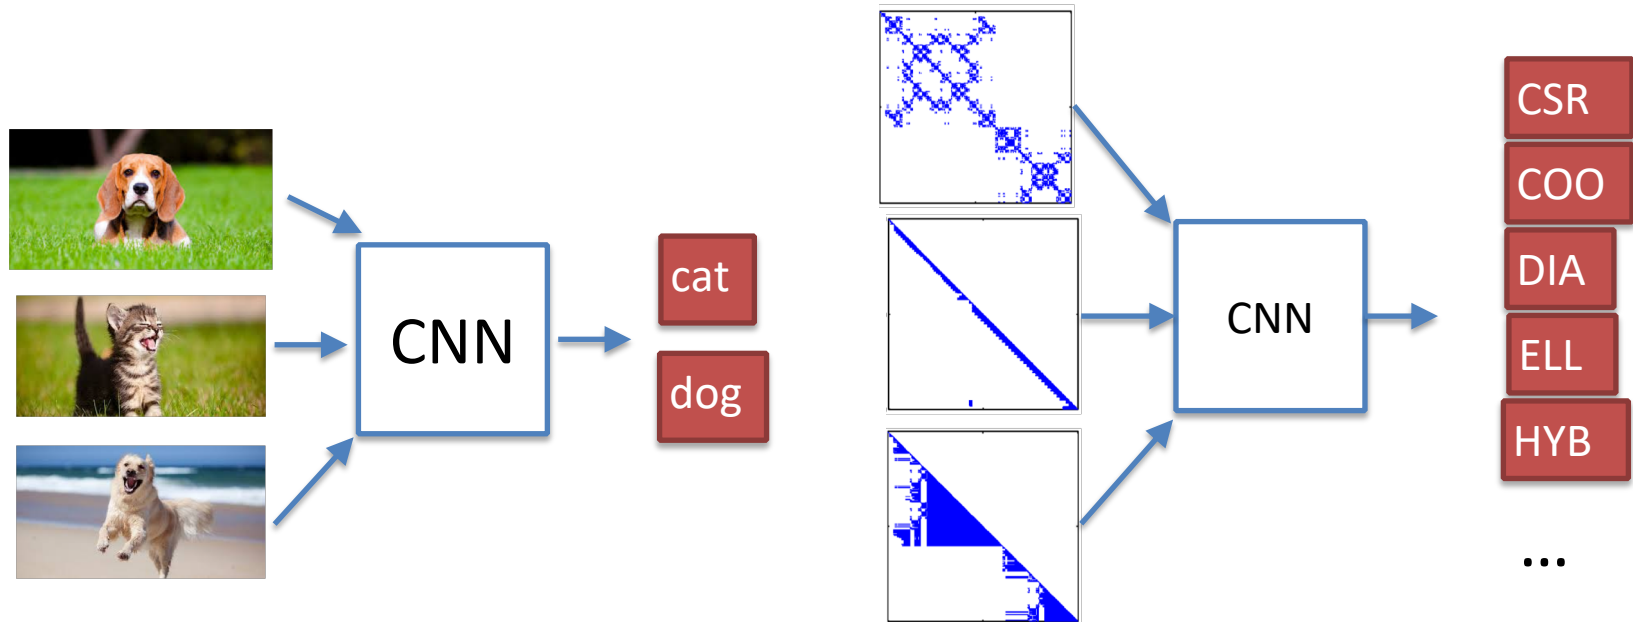 CNN
cat
dog
CNN
CSR
COO
DIA
ELL
HYB
...